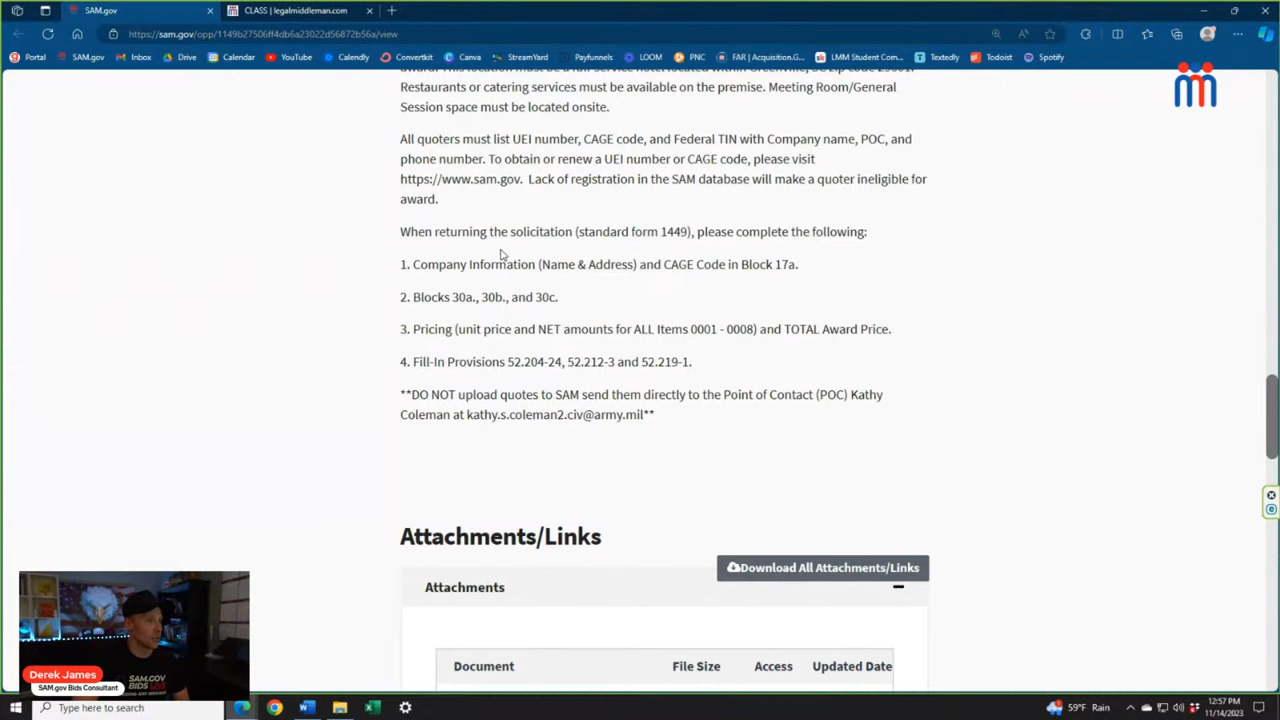 SAM.gov
CLASS | legalmiddleman.com
https://sam.gov/opp/1149b27506ff4db6a23022d56872b56a/view
Portal SAM.gov Inbox Drive Calendar YouTube Calendly Convertkit Canva StreamYard Payfunnels LOOM PNC FAR | Acquisition.G... LMM Student Com... Textedly Todoist Spotify
Restaurants or catering services must be available on the premise. Meeting Room/General
Session space must be located onsite.
All quoters must list UEI number, CAGE code, and Federal TIN with Company name, POC, and
phone number. To obtain or renew a UEI number or CAGE code, please visit
https://www.sam.gov. Lack of registration in the SAM database will make a quoter ineligible for
award.
When returning the solicitation (standard form 1449), please complete the following:
1. Company Information (Name & Address) and CAGE Code in Block 17a.
2. Blocks 30a., 30b., and 30c.
3. Pricing (unit price and NET amounts for ALL Items 0001 - 0008) and TOTAL Award Price.
4. Fill-In Provisions 52.204-24, 52.212-3 and 52.219-1.
**DO NOT upload quotes to SAM send them directly to the Point of Contact (POC) Kathy
Coleman at kathy.s.coleman2.civ@army.mil**
Attachments/Links
Download All Attachments/Links
Attachments
Document File Size Access Updated Date
SAM.GOV
BIDS LIVE
Derek James
SAM.gov Bids Consultant
Type here to search
59°F Rain
12:57 PM
11/14/2023